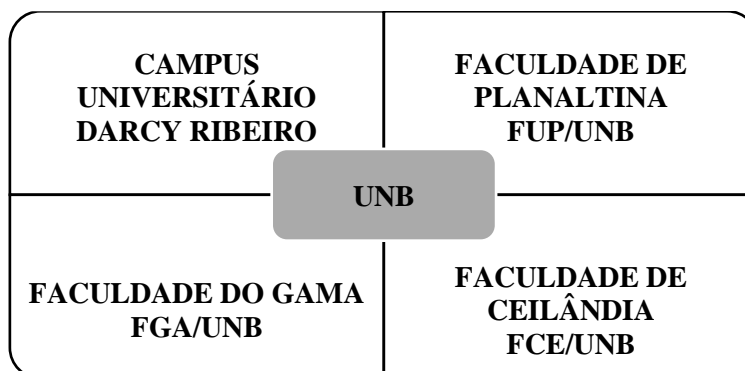 CAMPUS
UNIVERSITÁRIO
DARCY RIBEIRO
FACULDADE DE
PLANALTINA
FUP/UNB
UNB
FACULDADE DO GAMA
FGA/UNB
FACULDADE DE
CEILÂNDIA
FCE/UNB